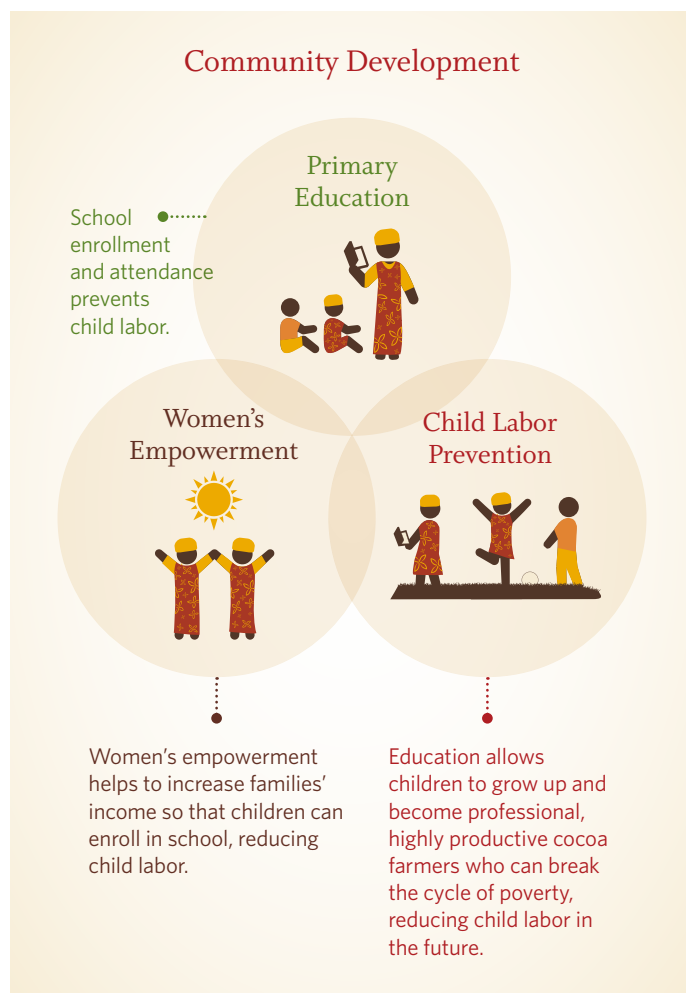 Community Development
Primary
Education
School
enrollment
and attendance
prevents
child labor.
Women’s
Empowerment
Child Labor
Prevention
Women’s empowerment
helps to increase families’
income so that children can
enroll in school, reducing
child labor.
Education allows
children to grow up and
become professional,
highly productive cocoa
farmers who can break
the cycle of poverty,
reducing child labor in
the future.